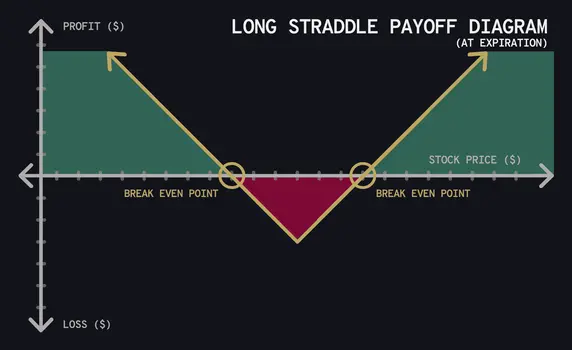 PROFIT ($)
LONG STRADDLE PAYOFF DIAGRAM
(AT EXPIRATION)
STOCK PRICE ($)
BREAK EVEN POINT
BREAK EVEN POINT
LOSS ($)